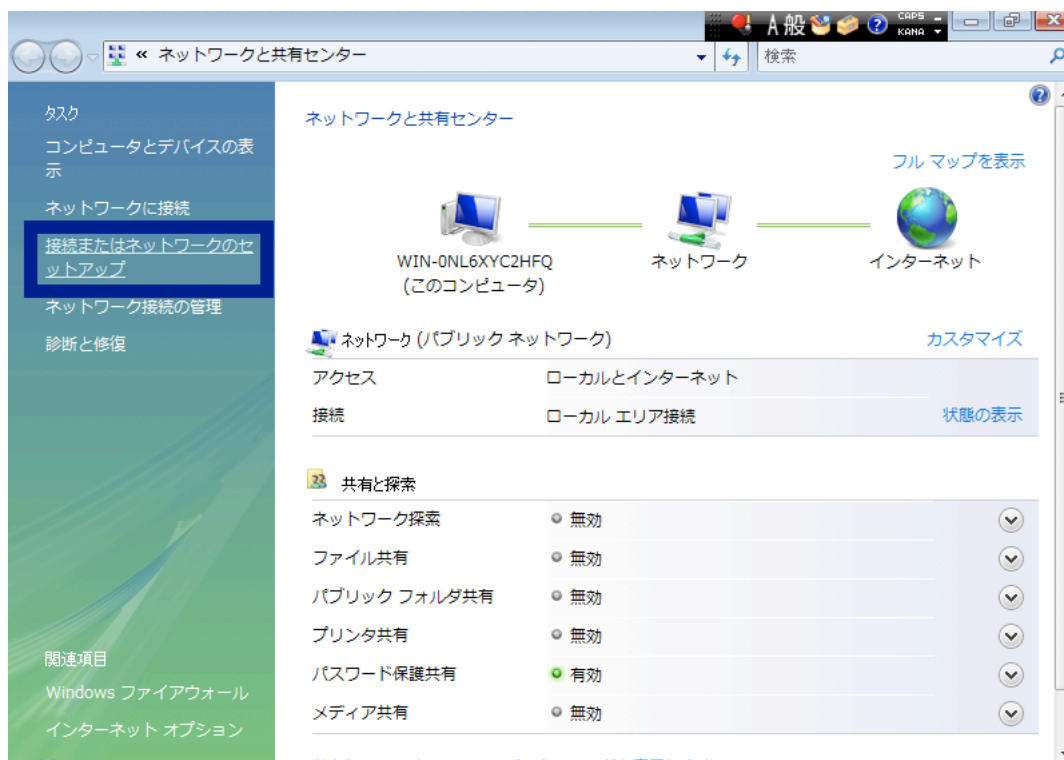 A 般 CAPS KANA
« ネットワークと共有センター
検索
タスク
コンピュータとデバイスの表
示
ネットワークに接続
接続またはネットワークのセ
ットアップ
ネットワーク接続の管理
診断と修復
関連項目
Windows ファイアウォール
インターネット オプション
ネットワークと共有センター
フル マップを表示
WIN-0NL6XYC2HFQ
(このコンピュータ)
ネットワーク
インターネット
ネットワーク (パブリック ネットワーク) カスタマイズ
アクセス ローカルとインターネット
接続 ローカル エリア接続 状態の表示
共有と探索
ネットワーク探索 無効
ファイル共有 無効
パブリック フォルダ共有 無効
プリンタ共有 無効
パスワード保護共有 有効
メディア共有 無効